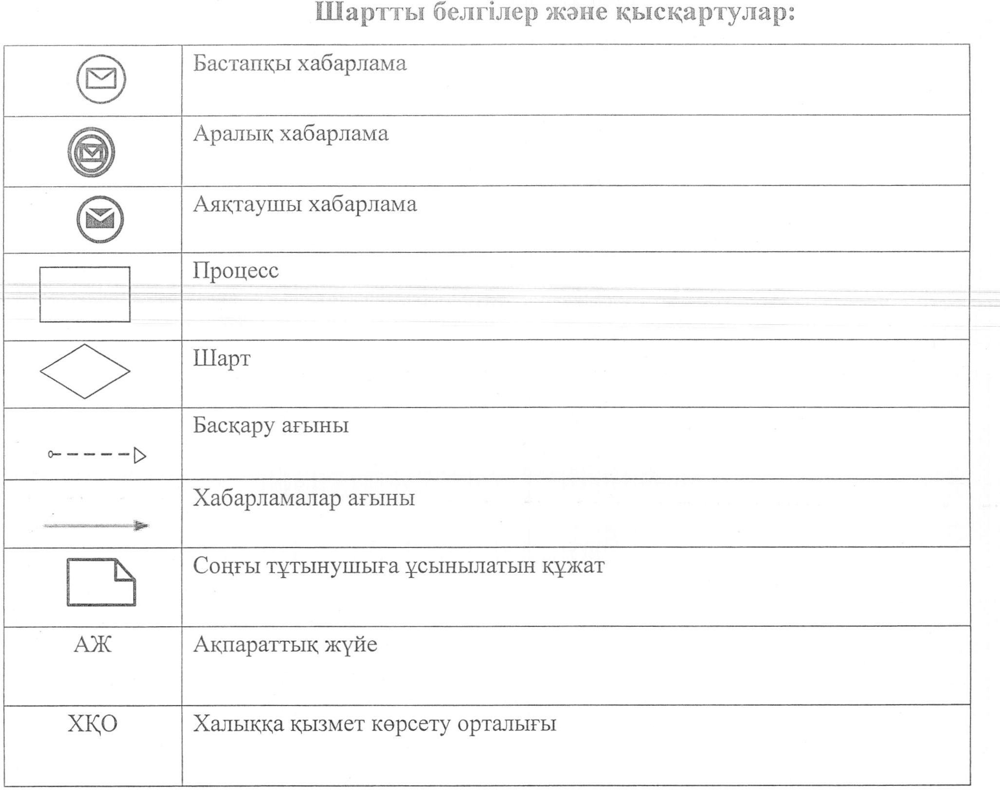 Шартты белгілер және қысқартулар:
Бастапқы хабарлама
Аралық хабарлама
Аяқтаушы хабарлама
Процесс
Шарт
Басқару ағыны
Хабарламалар ағыны
Соңғы тұтынушыға ұсынылатын құжат
АЖ Ақпараттық жүйе
ХҚО Халыққа қызмет көрсету орталығы